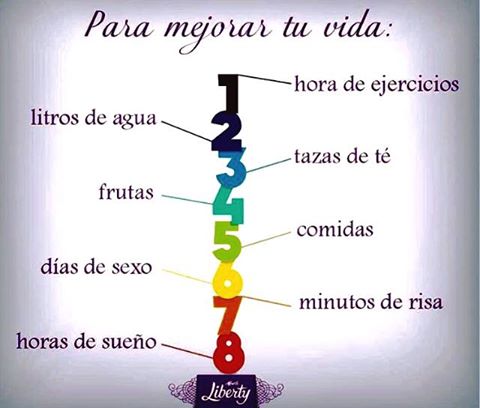 Para mejorar tu vida:
1 hora de ejercicios
2 litros de agua
3 tazas de té
4 frutas
5 comidas
6 días de sexo
7 minutos de risa
8 horas de sueño
Liberty